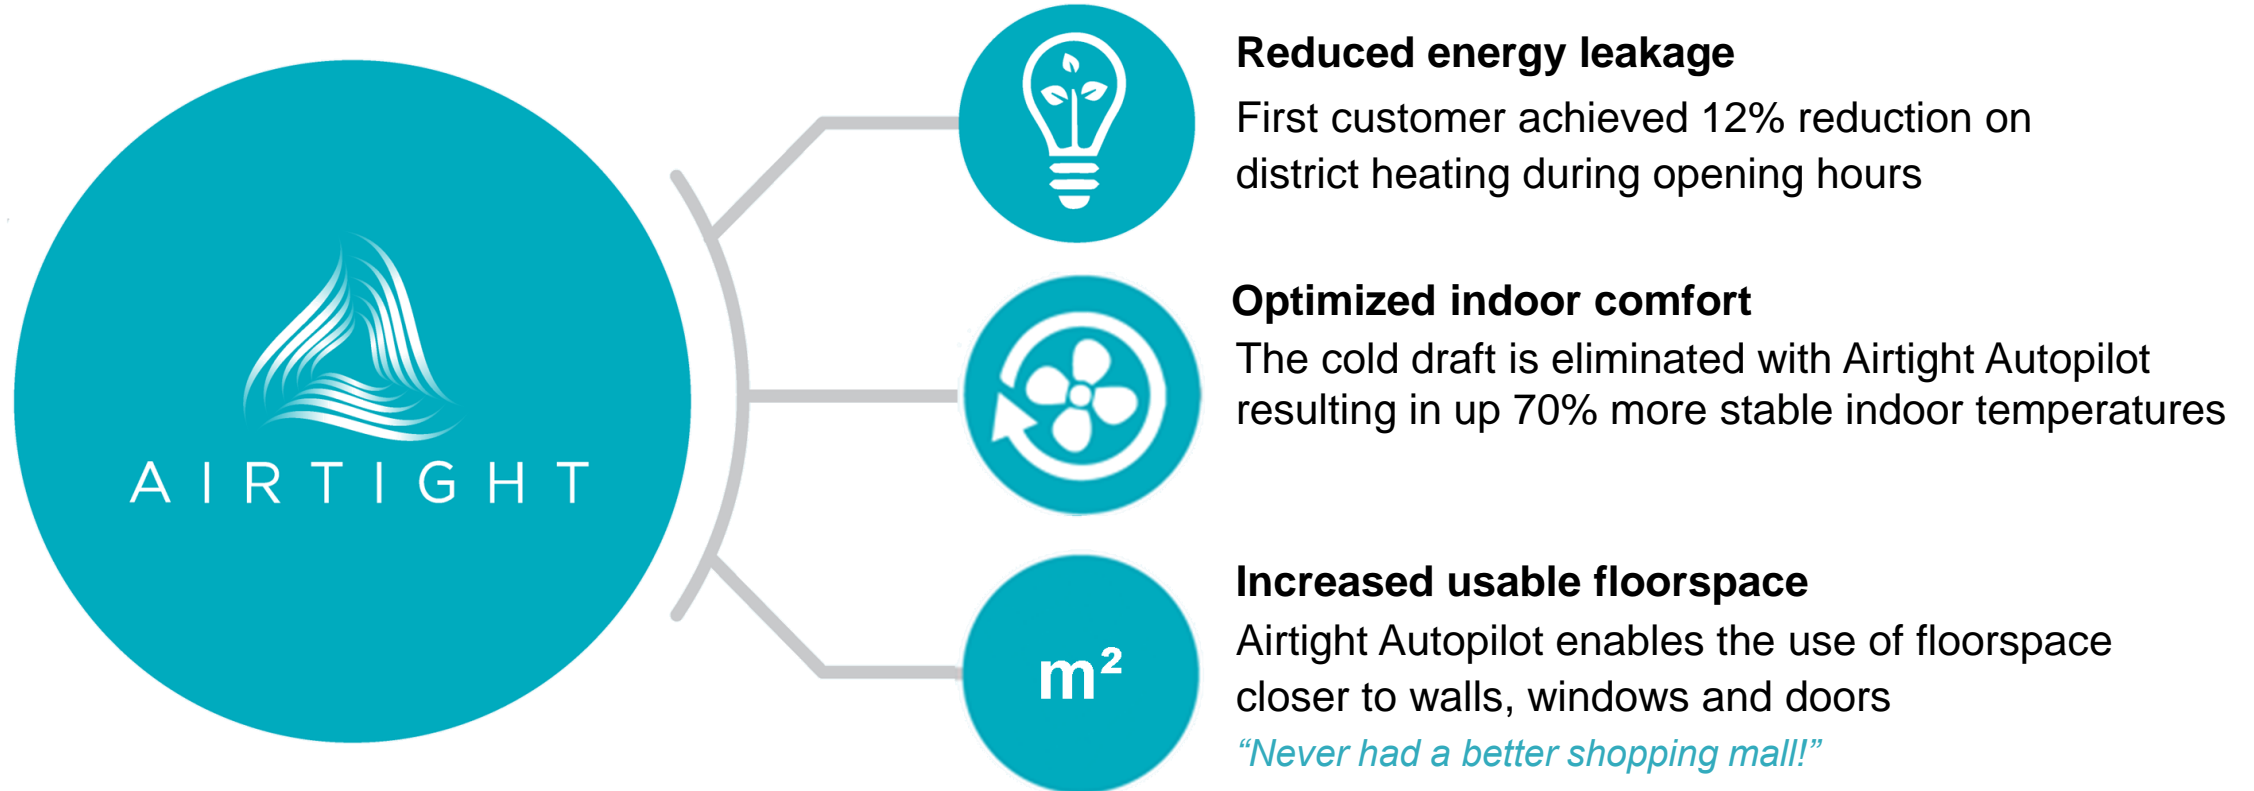 AIRTIGHT
Reduced energy leakage
First customer achieved 12% reduction on
district heating during opening hours
Optimized indoor comfort
The cold draft is eliminated with Airtight Autopilot
resulting in up 70% more stable indoor temperatures
m²
Increased usable floorspace
Airtight Autopilot enables the use of floorspace
closer to walls, windows and doors
“Never had a better shopping mall!”